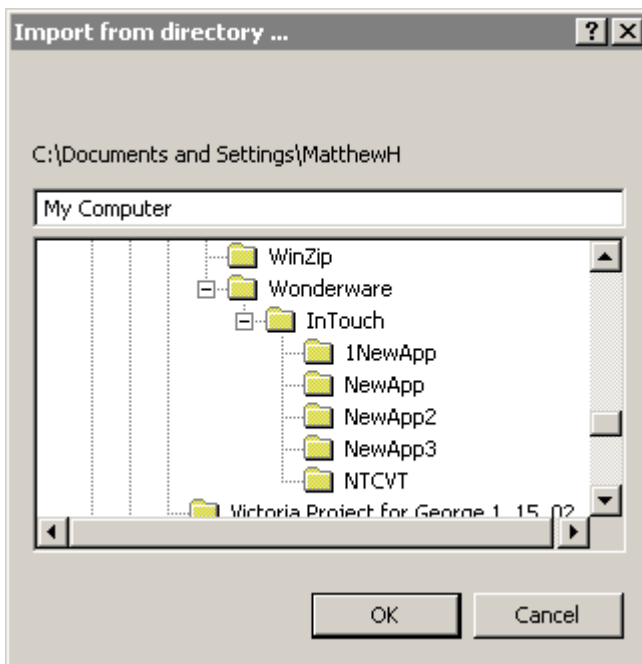 Import from directory ...
C:\Documents and Settings\MatthewH
My Computer
WinZip
Wonderware
InTouch
1NewApp
NewApp
NewApp2
NewApp3
NTCVT
Victoria Project for George 1_15_02
OK
Cancel